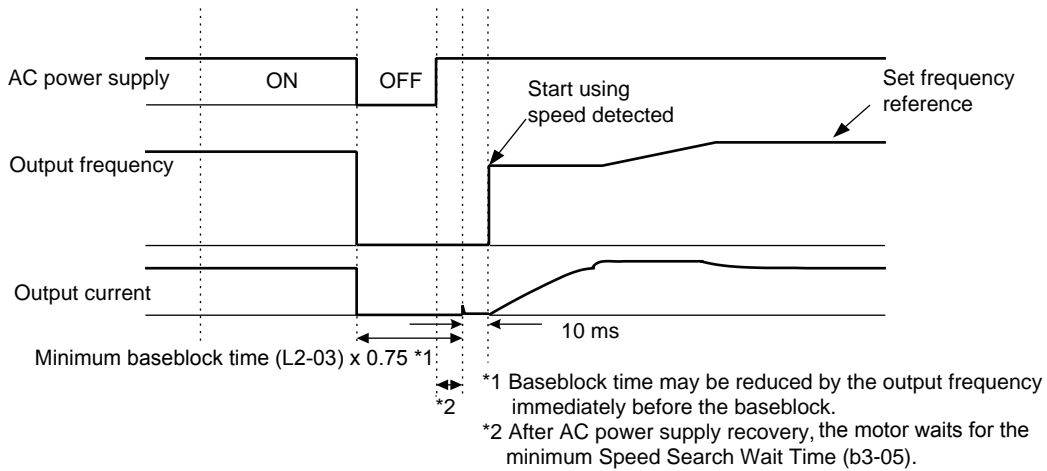 AC power supply
ON
OFF
Start using
speed detected
Set frequency
reference
Output frequency
Output current
10 ms
Minimum baseblock time (L2-03) x 0.75 *1
*2
*1 Baseblock time may be reduced by the output frequency
immediately before the baseblock.
*2 After AC power supply recovery, the motor waits for the
minimum Speed Search Wait Time (b3-05).